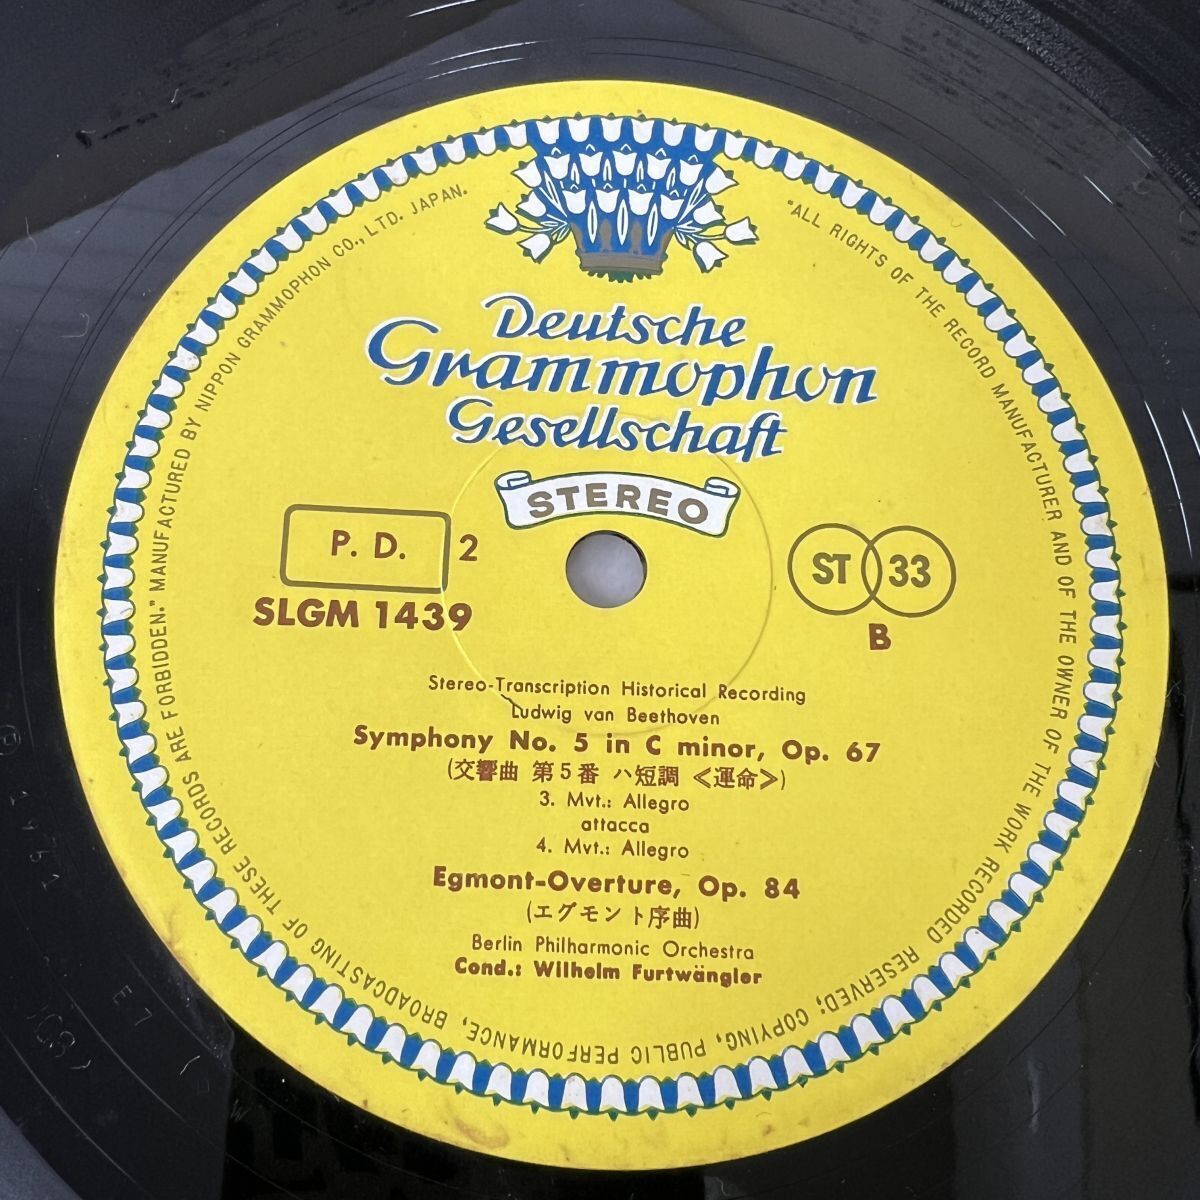 Deutsche
Grammophon
Gesellschaft
STEREO
P. D. 2
SLGM 1439
ST 33
B
Stereo-Transcription Historical Recording
Ludwig van Beethoven
Symphony No. 5 in C minor, Op. 67
(交響曲 第5番 ハ短調 <運命>)
3. Mvt.: Allegro
attacca
4. Mvt.: Allegro
Egmont-Overture, Op. 84
(エグモント序曲)
Berlin Philharmonic Orchestra
Cond.: Wilhelm Furtwängler
"ALL RIGHTS OF THE RECORD MANUFACTURER AND OF THE OWNER OF THE WORK RECORDED RESERVED; COPYING, PUBLIC PERFORMANCE, BROADCASTING OF THESE RECORDS ARE FORBIDDEN." MANUFACTURED BY NIPPON GRAMMOPHON CO., LTD. JAPAN.